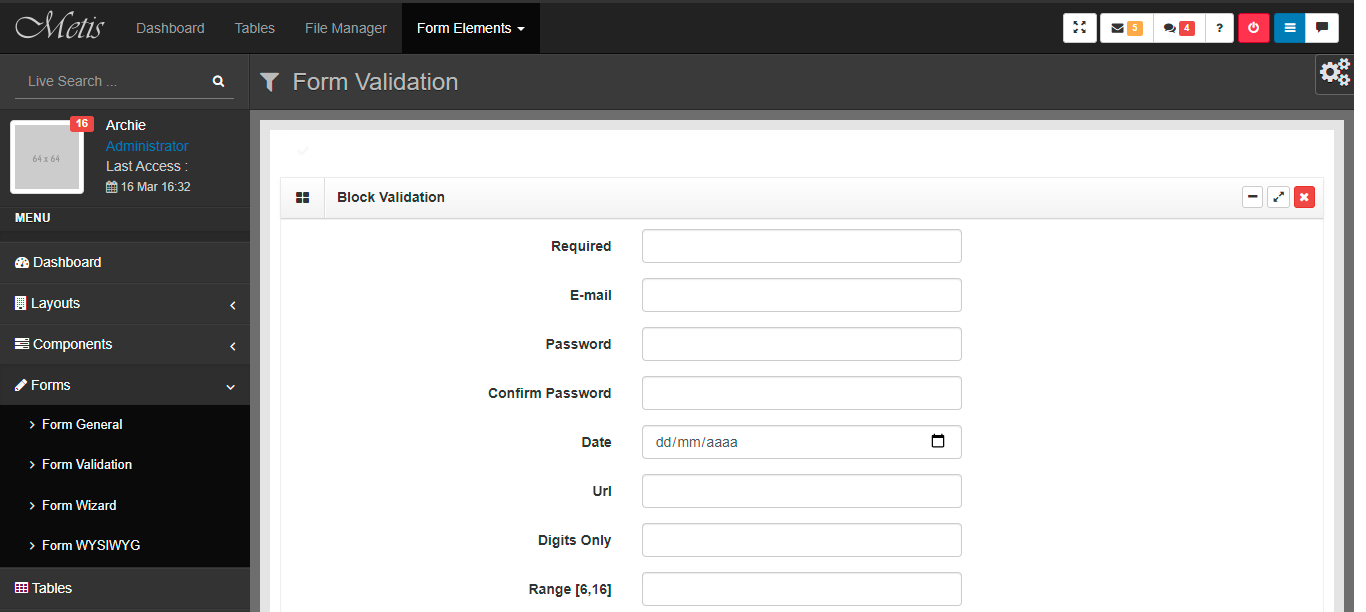 Metis Dashboard Tables File Manager Form Elements 5 4 ?
Live Search ...
Form Validation
16
64 x 64
Archie
Administrator
Last Access :
16 Mar 16:32
MENU
Dashboard
Layouts
Components
Forms
Form General
Form Validation
Form Wizard
Form WYSIWYG
Tables
Block Validation
Required
E-mail
Password
Confirm Password
Date dd/mm/aaaa
Url
Digits Only
Range [6,16]